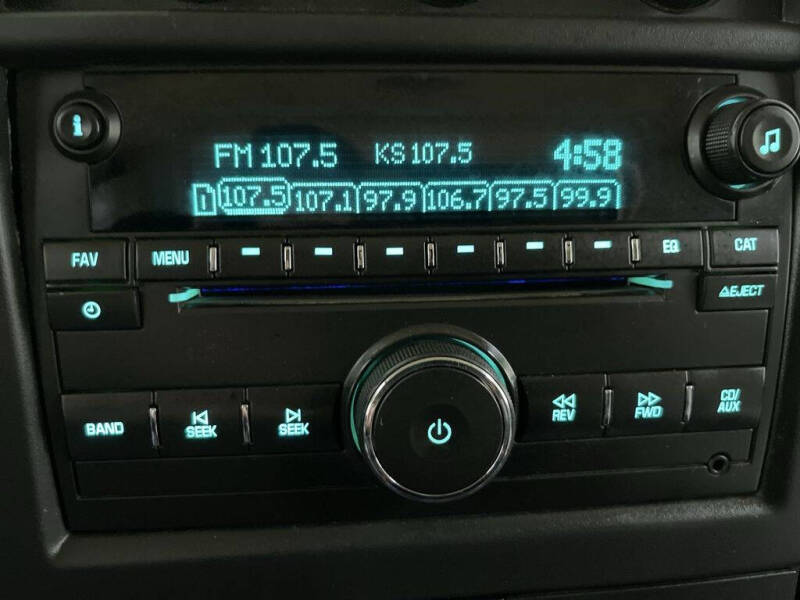 i
FM 107.5 KS 107.5 4:58
1 107.5 107.1 97.9 106.7 97.5 99.9
FAV MENU EQ CAT
EJECT
BAND SEEK SEEK REV FWD CD/
AUX